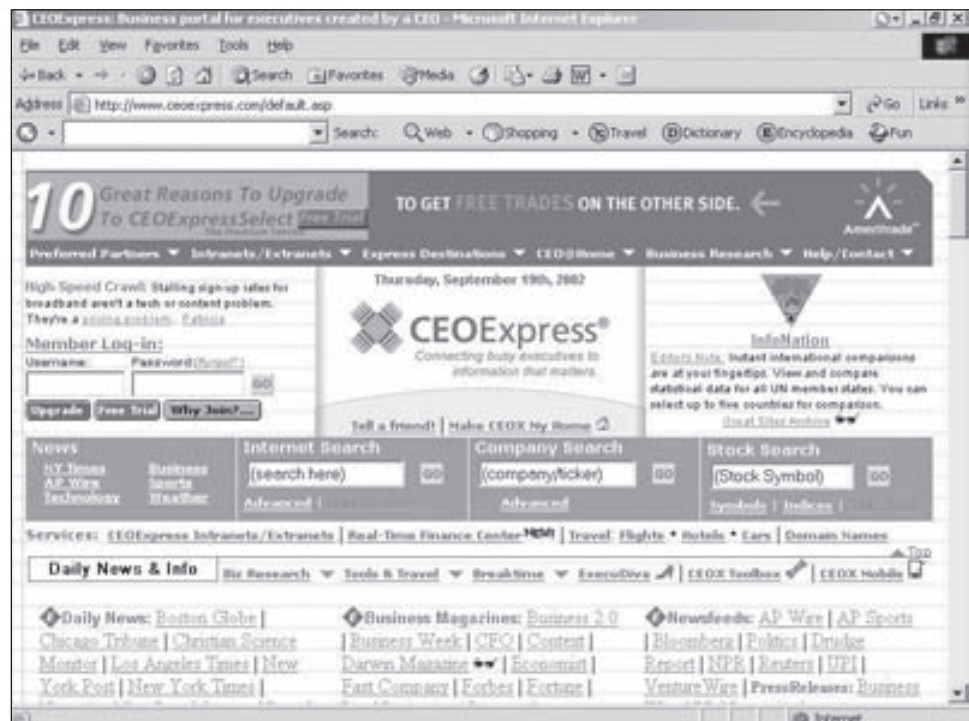 CEOExpress: Business portal for executives created by a CEO - Microsoft Internet Explorer
File Edit View Favorites Tools Help
Back Search Favorites Media
Address http://www.ceoexpress.com/default.asp Go Links »
Search: Web Shopping Travel Dictionary Encyclopedia Fun
10 Great Reasons To Upgrade
To CEOExpressSelect Free Trial
TO GET FREE TRADES ON THE OTHER SIDE.
Ameritrade™
Preferred Partners Intranets/Extranets Express Destinations CEO@Home Business Research Help/Contact
High-Speed Crawl: Stalling sign-up rates for
broadband aren't a tech or content problem.
They're a pricing problem. Patricia
Member Log-in:
Username: Password (forgot?)
GO
Upgrade Free Trial Why Join?...
Thursday, September 19th, 2002
CEOExpress®
Connecting busy executives to
information that matters.
Tell a friend! | Make CEOX My Home
InfoNation
Editor's Note: Instant international comparisons
are at your fingertips. View and compare
statistical data for all UN member states. You can
select up to five countries for comparison.
Great Sites Archive
News
NY Times Business
AP Wire Sports
Technology Weather
Internet Search
(search here) GO
Advanced |
Company Search
(company/ticker) GO
Advanced
Stock Search
(Stock Symbol) GO
Symbols | Indices |
Services: CEOExpress Intranets/Extranets | Real-Time Finance Center NEW! | Travel: Flights * Hotels * Cars | Domain Names
Top
Daily News & Info Biz Research Tools & Travel Breaktime ExecuDiva | CEOX Toolbox | CEOX Mobile
Daily News: Boston Globe |
Chicago Tribune | Christian Science
Monitor | Los Angeles Times | New
York Post | New York Times |
Business Magazines: Business 2.0
| Business Week | CFO | Context |
Darwin Magazine | Economist |
Fast Company | Forbes | Fortune |
Newsfeeds: AP Wire | AP Sports
| Bloomberg | Politics | Drudge
Report | NPR | Reuters | UPI |
VentureWire | PressReleases: Business
Internet